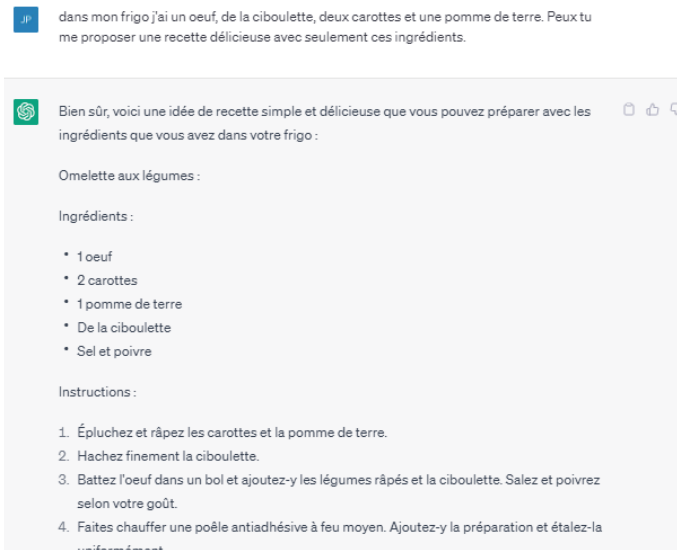 JP
dans mon frigo j'ai un oeuf, de la ciboulette, deux carottes et une pomme de terre. Peux tu
me proposer une recette délicieuse avec seulement ces ingrédients.
Bien sûr, voici une idée de recette simple et délicieuse que vous pouvez préparer avec les
ingrédients que vous avez dans votre frigo :
Omelette aux légumes :
Ingrédients :
• 1 oeuf
• 2 carottes
• 1 pomme de terre
• De la ciboulette
• Sel et poivre
Instructions :
1. Épluchez et râpez les carottes et la pomme de terre.
2. Hachez finement la ciboulette.
3. Battez l'oeuf dans un bol et ajoutez-y les légumes râpés et la ciboulette. Salez et poivrez
selon votre goût.
4. Faites chauffer une poêle antiadhésive à feu moyen. Ajoutez-y la préparation et étalez-la
uniformément